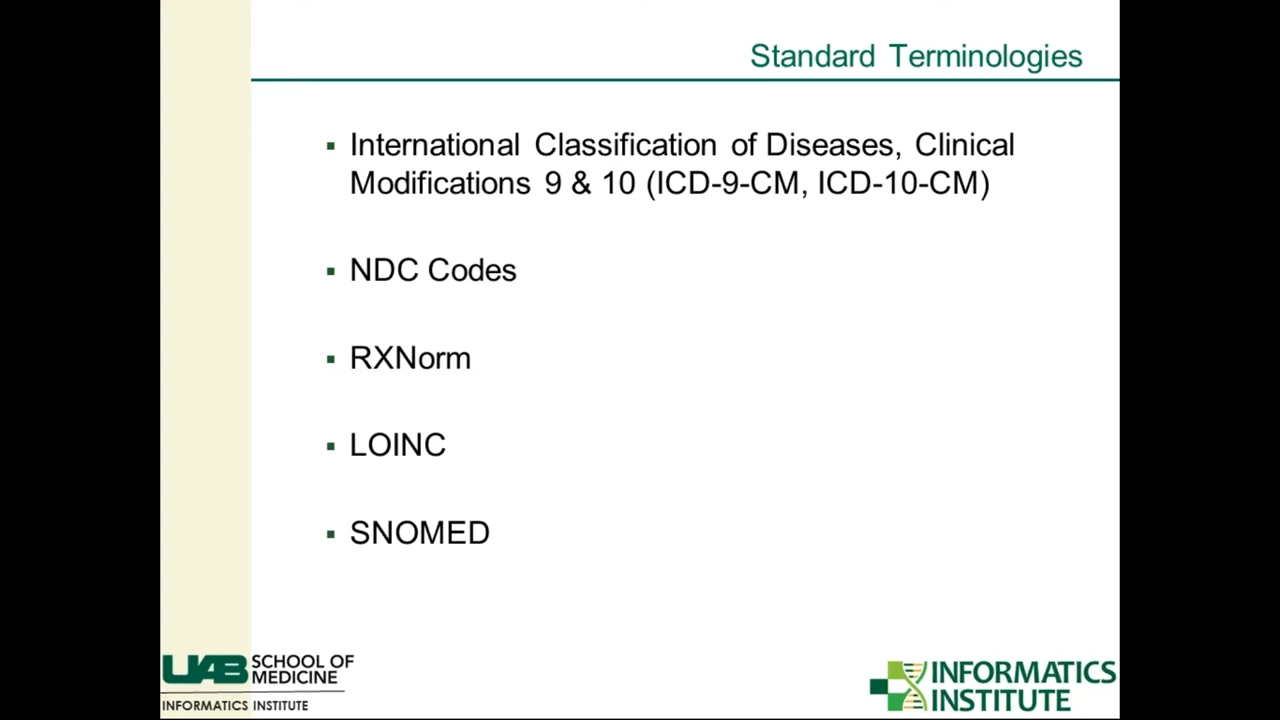 Standard Terminologies
▪ International Classification of Diseases, Clinical
Modifications 9 & 10 (ICD-9-CM, ICD-10-CM)
▪ NDC Codes
▪ RXNorm
▪ LOINC
▪ SNOMED
UAB SCHOOL OF
MEDICINE
INFORMATICS INSTITUTE
INFORMATICS
INSTITUTE